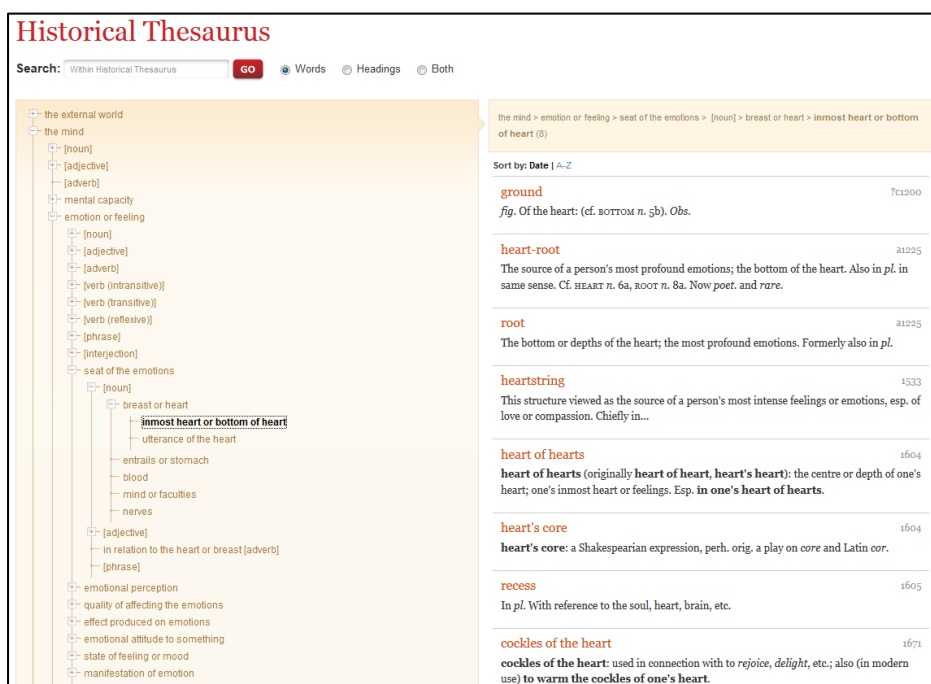 Historical Thesaurus
Search: Within Historical Thesaurus GO Words Headings Both
the external world
the mind
[noun]
[adjective]
[adverb]
mental capacity
emotion or feeling
[noun]
[adjective]
[adverb]
[verb (intransitive)]
[verb (transitive)]
[verb (reflexive)]
[phrase]
[interjection]
seat of the emotions
[noun]
breast or heart
inmost heart or bottom of heart
utterance of the heart
entrails or stomach
blood
mind or faculties
nerves
[adjective]
in relation to the heart or breast [adverb]
[phrase]
emotional perception
quality of affecting the emotions
effect produced on emotions
emotional attitude to something
state of feeling or mood
manifestation of emotion
the mind > emotion or feeling > seat of the emotions > [noun] > breast or heart > inmost heart or bottom
of heart (8)
Sort by: Date | A-Z
ground ?c1200
fig. Of the heart: (cf. BOTTOM n. 5b). Obs.
heart-root a1225
The source of a person's most profound emotions; the bottom of the heart. Also in pl. in
same sense. Cf. HEART n. 6a, ROOT n. 8a. Now poet. and rare.
root a1225
The bottom or depths of the heart; the most profound emotions. Formerly also in pl.
heartstring 1533
This structure viewed as the source of a person's most intense feelings or emotions, esp. of
love or compassion. Chiefly in...
heart of hearts 1604
heart of hearts (originally heart of heart, heart's heart): the centre or depth of one's
heart; one's inmost heart or feelings. Esp. in one's heart of hearts.
heart's core 1604
heart's core: a Shakespearian expression, perh. orig. a play on core and Latin cor.
recess 1605
In pl. With reference to the soul, heart, brain, etc.
cockles of the heart 1671
cockles of the heart: used in connection with to rejoice, delight, etc.; also (in modern
use) to warm the cockles of one's heart.